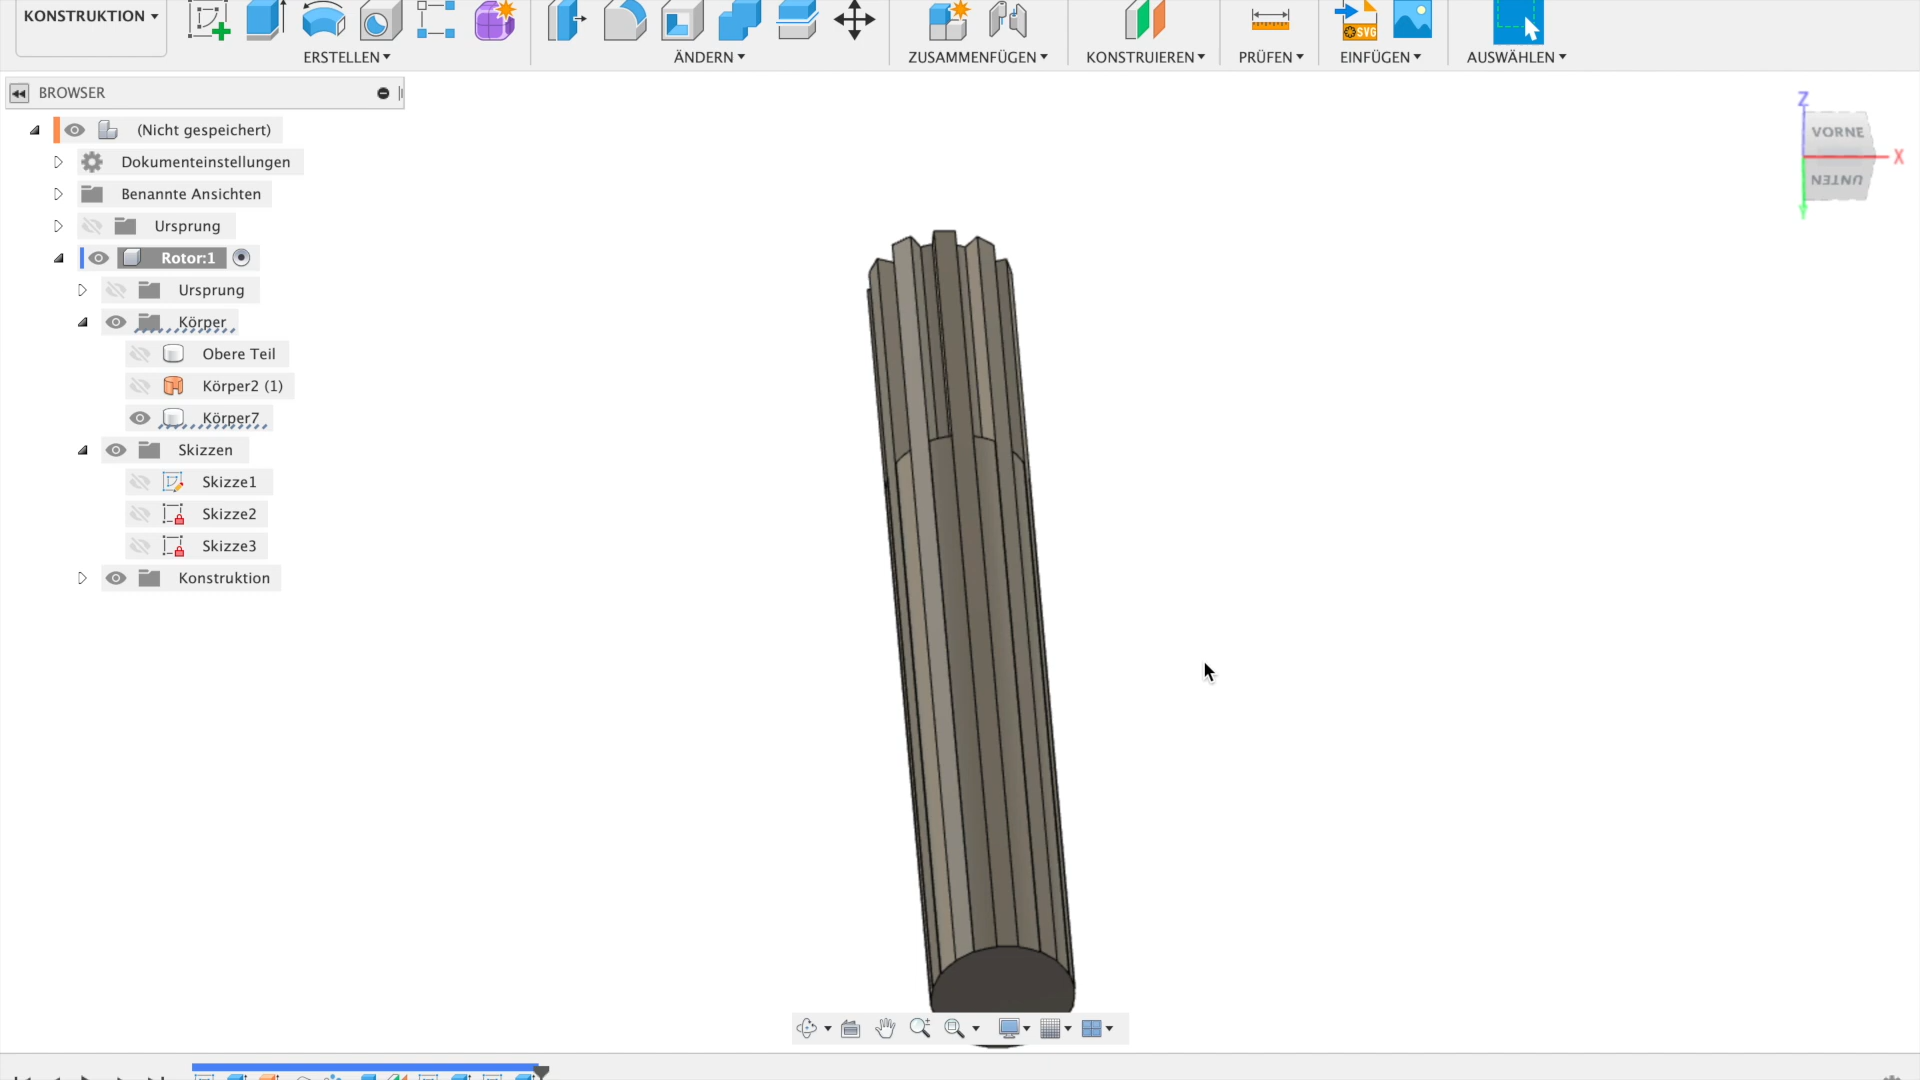 KONSTRUKTION
ERSTELLEN
ÄNDERN
ZUSAMMENFÜGEN
KONSTRUIEREN
PRÜFEN
EINFÜGEN
AUSWÄHLEN
SVG
BROWSER
(Nicht gespeichert)
Dokumenteinstellungen
Benannte Ansichten
Ursprung
Rotor:1
Ursprung
Körper
Obere Teil
Körper2 (1)
Körper7
Skizzen
Skizze1
Skizze2
Skizze3
Konstruktion
Z
VORNE
X
UNTEN